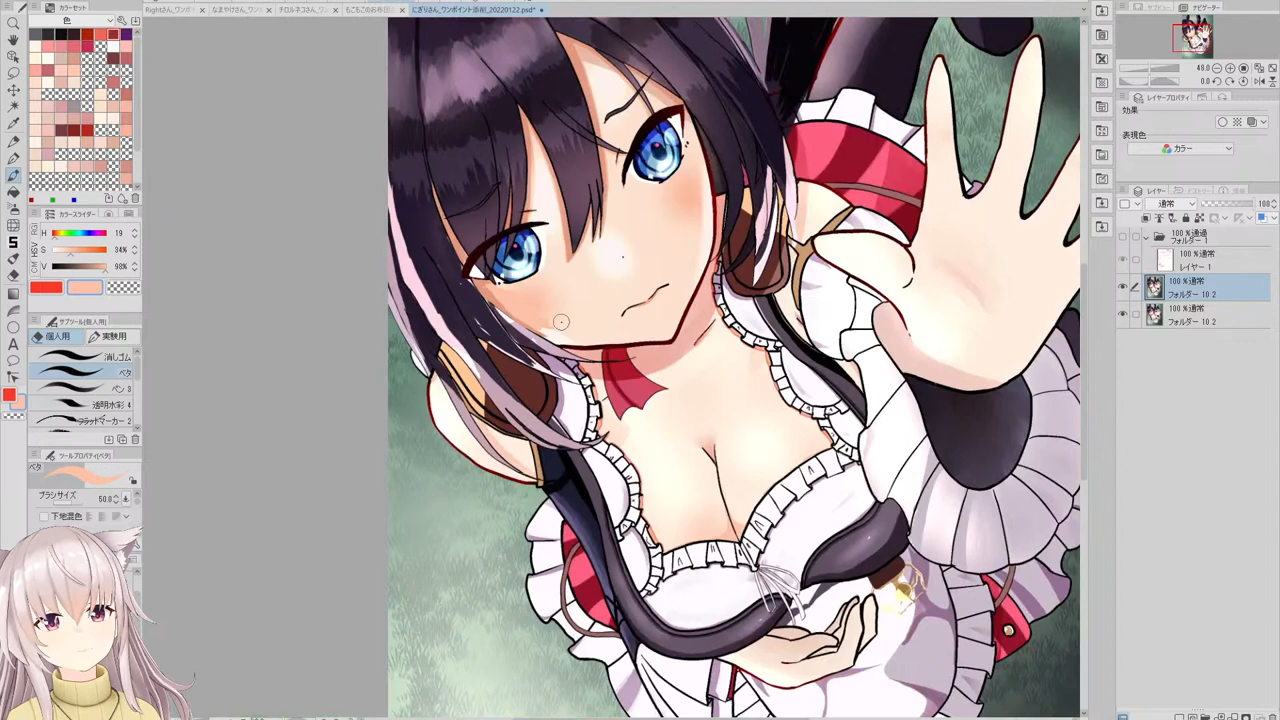 Rightさん_ワンポ
なまやけさん_ワンポ
チロルネコさん_ワンポ
もこもこのお布団
にぎりさん_ワンポイント添削_20220122.psd*
カラーセット
色
カラースライダー
H 19
S 34%
V 98%
サブツール(個人用)
個人用 実験用
消しゴム
ベタ
ペン 3
透明水彩 4
フラットマーカー 2
ツールプロパティ(ベタ)
ベタ
ブラシサイズ 50.0
下地混色
ナビゲーター
48.0
0.0
レイヤープロパティ
効果
表現色
カラー
レイヤー
通常 100
100 %通過
フォルダー 1
100 %通常
レイヤー 1
100 %通常
フォルダー 10 2
100 %通常
フォルダー 10 2